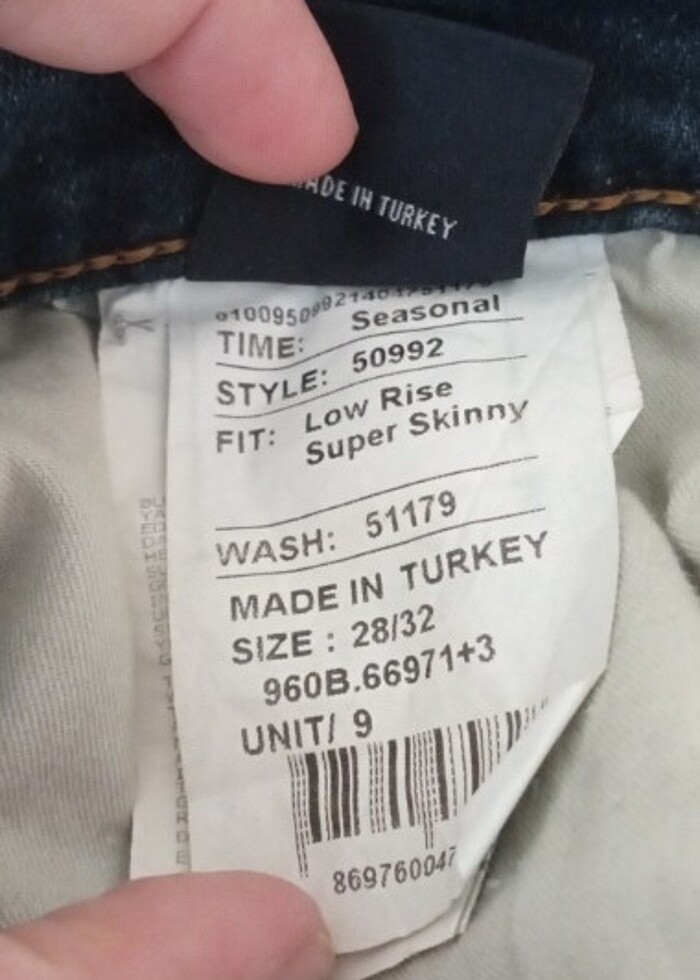 MADE IN TURKEY
TIME: Seasonal
STYLE: 50992
FIT: Low Rise
Super Skinny
WASH: 51179
MADE IN TURKEY
SIZE : 28/32
960B.66971+3
UNIT/ 9
869760047